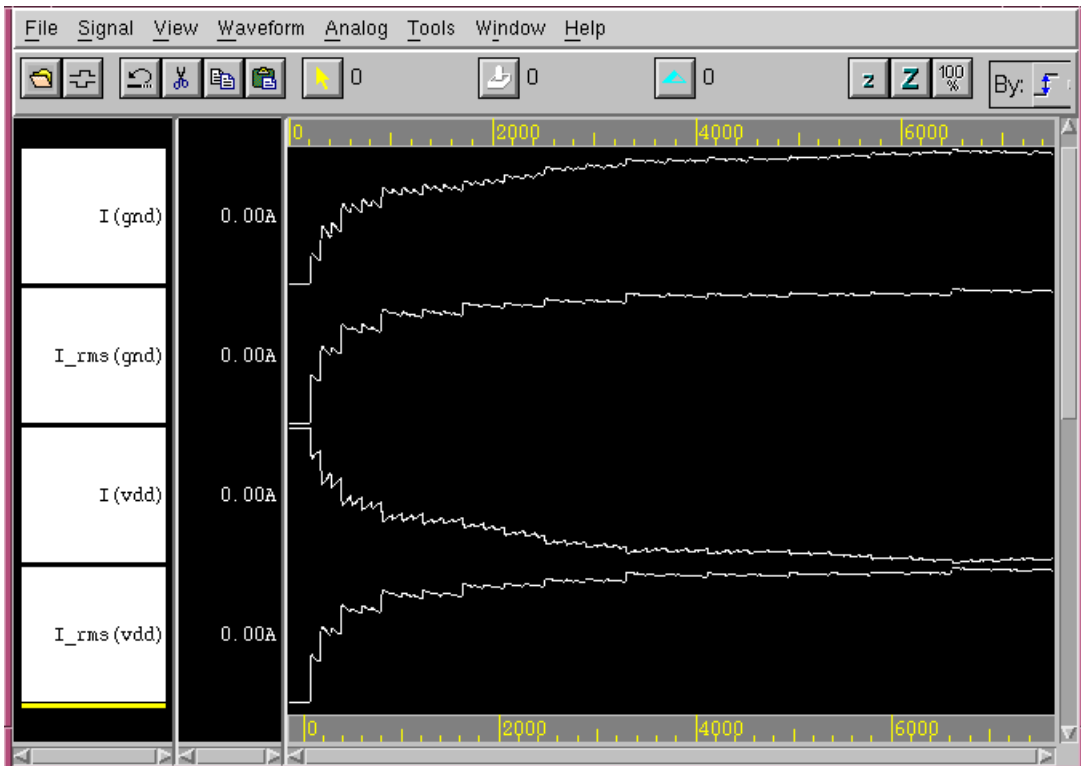 File Signal View Waveform Analog Tools Window Help
0 0 0 z Z 100 % By:
0 2000 4000 6000
I(gnd) 0.00A
I_rms(gnd) 0.00A
I(vdd) 0.00A
I_rms(vdd) 0.00A
0 2000 4000 6000